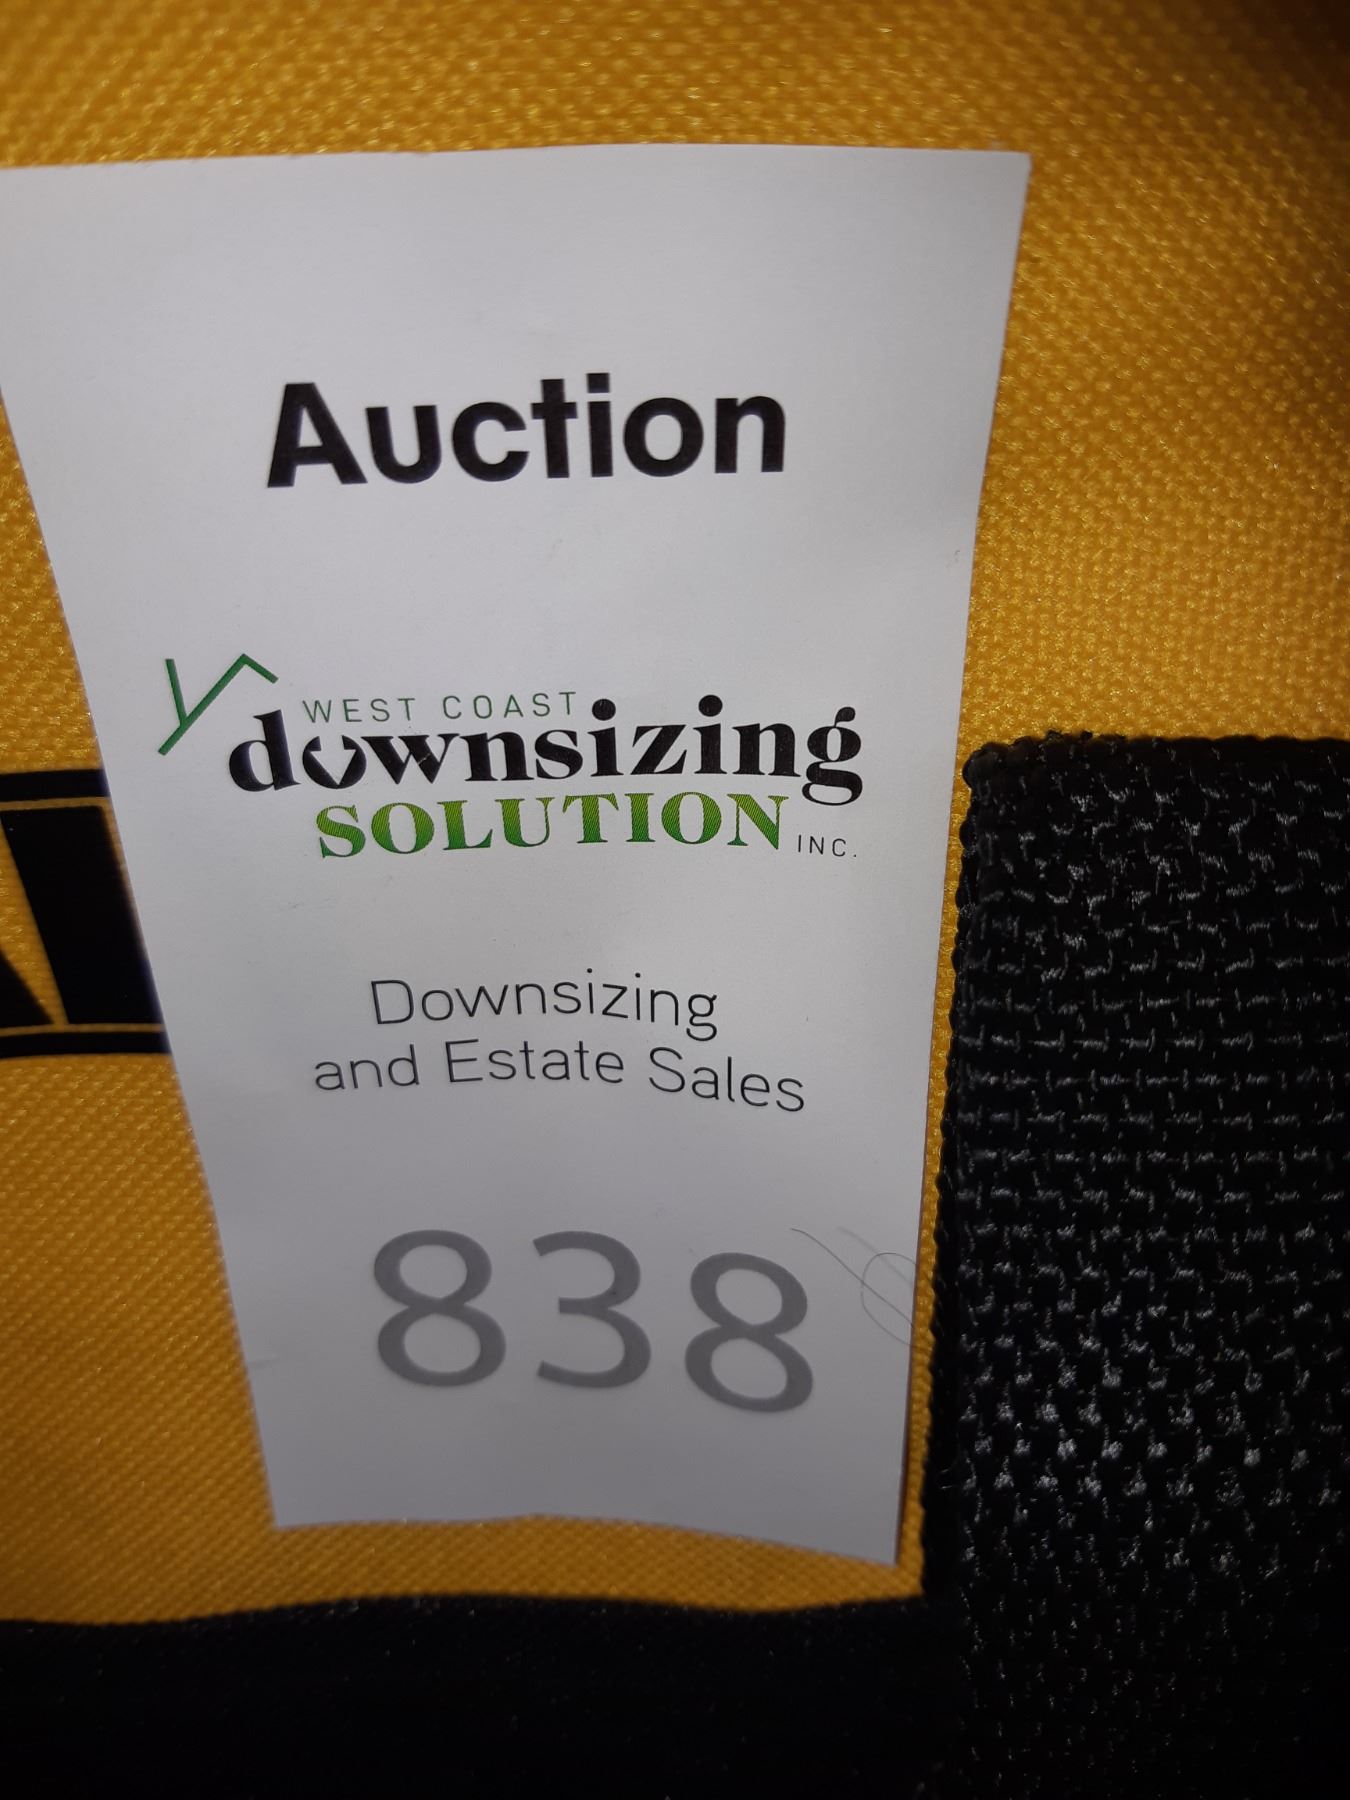 Auction
WEST COAST
downsizing
SOLUTION INC.
Downsizing
and Estate Sales
838